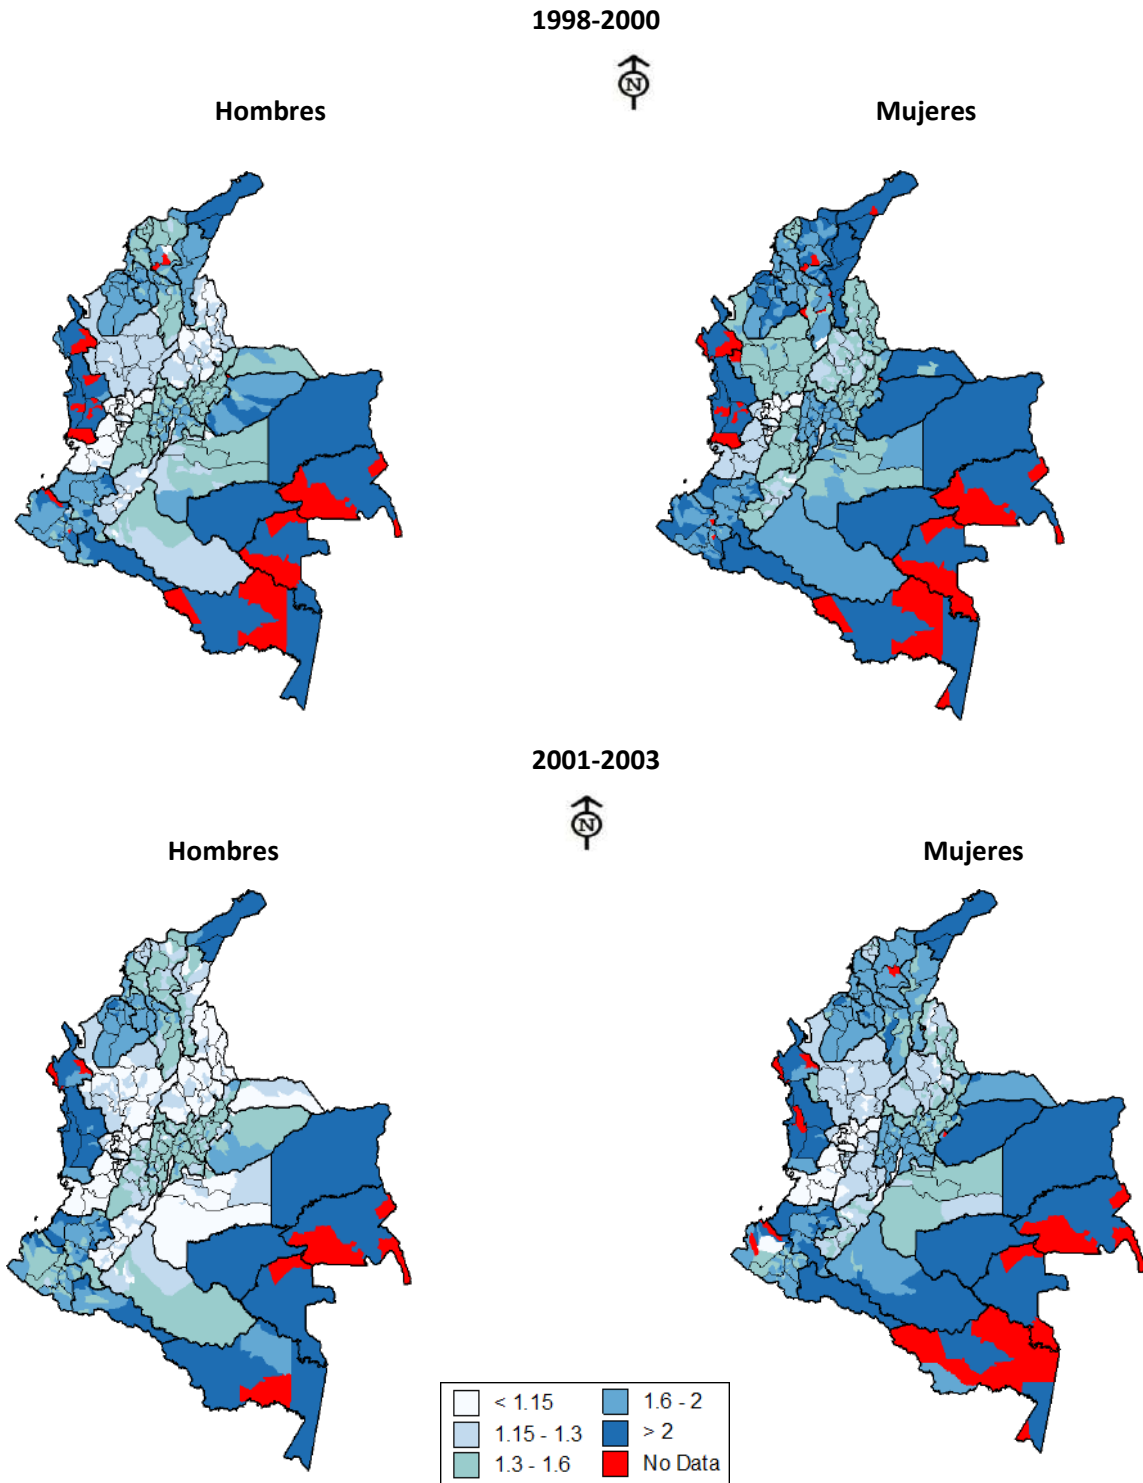 1998-2000
N
Hombres
Mujeres
2001-2003
N
Hombres
Mujeres
< 1.15
1.6 - 2
1.15 - 1.3
> 2
1.3 - 1.6
No Data